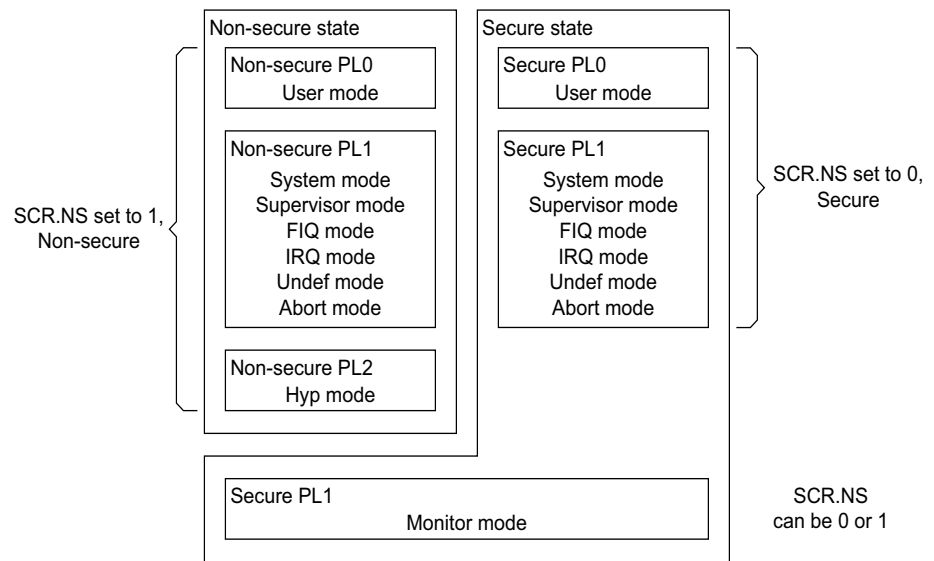 Non-secure state
Non-secure PL0
User mode
Non-secure PL1
System mode
Supervisor mode
FIQ mode
IRQ mode
Undef mode
Abort mode
Non-secure PL2
Hyp mode
SCR.NS set to 1,
Non-secure
Secure state
Secure PL0
User mode
Secure PL1
System mode
Supervisor mode
FIQ mode
IRQ mode
Undef mode
Abort mode
SCR.NS set to 0,
Secure
Secure PL1
Monitor mode
SCR.NS
can be 0 or 1